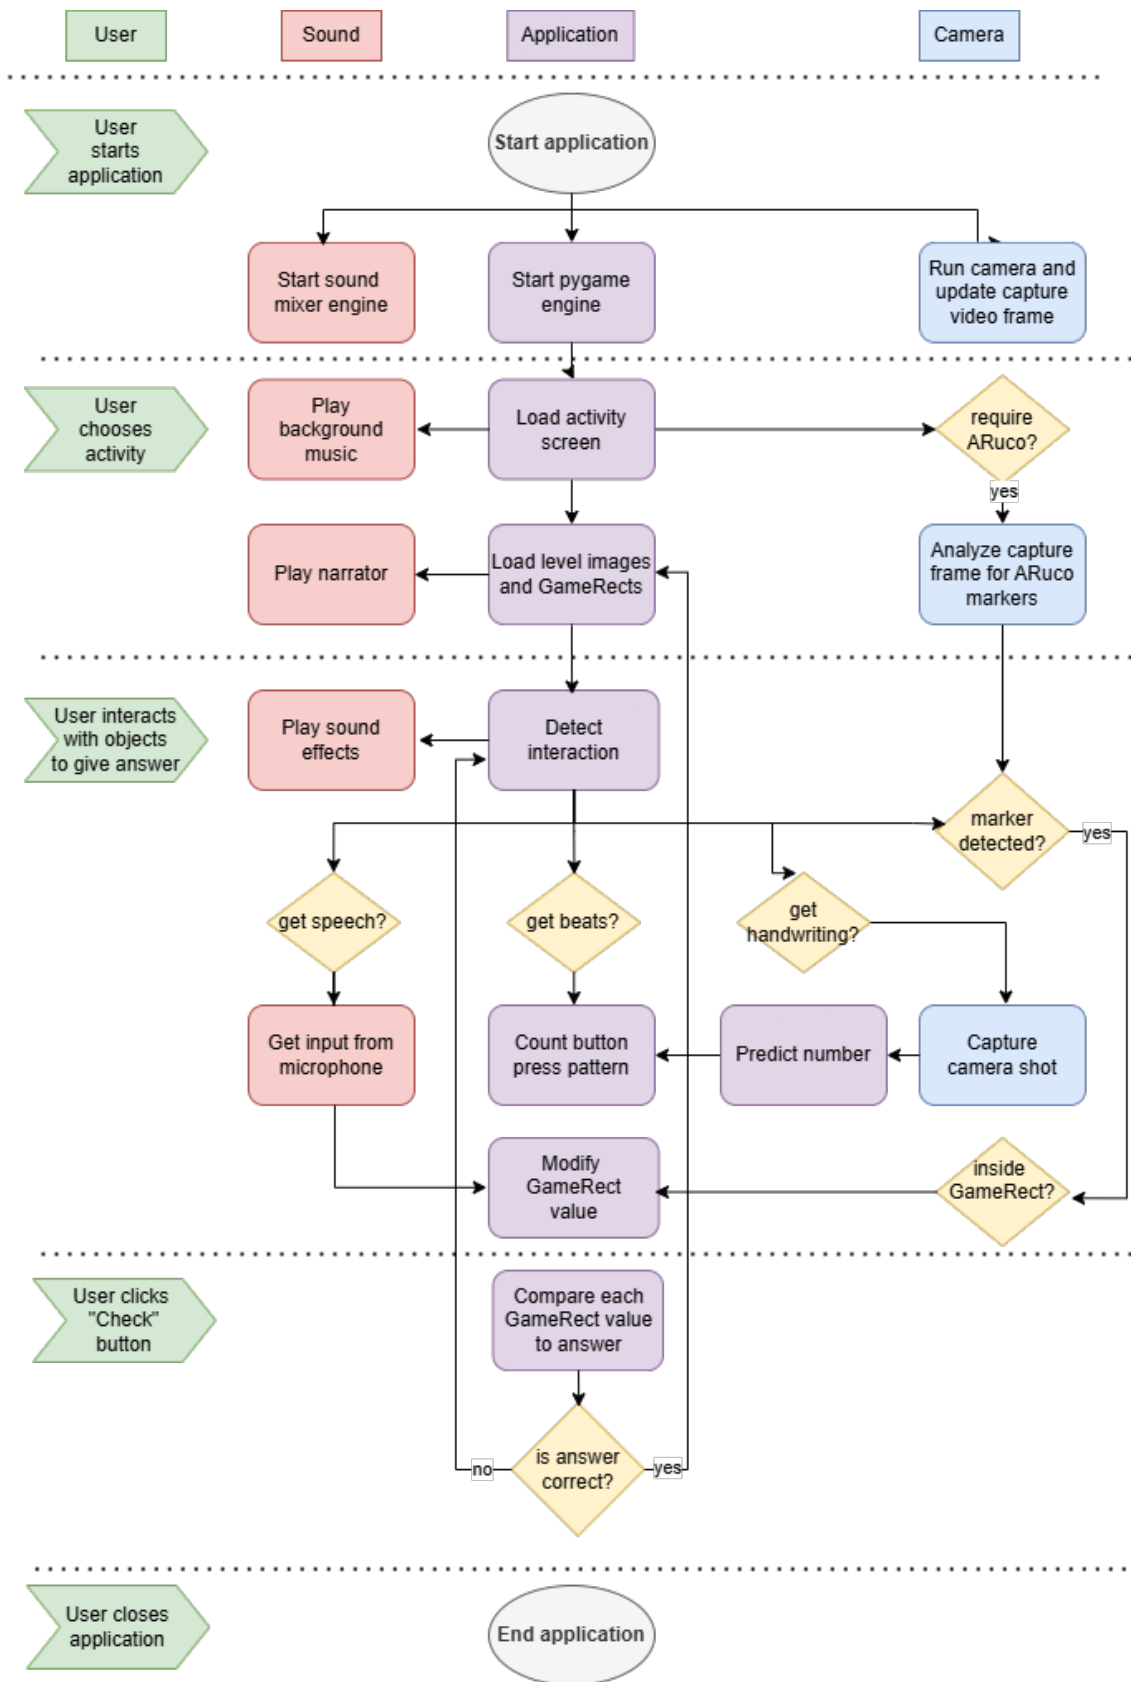 User
Sound
Application
Camera
User
starts
application
Start application
Start sound
mixer engine
Start pygame
engine
Run camera and
update capture
video frame
User
chooses
activity
Play
background
music
Load activity
screen
require
ARuco?
yes
Play narrator
Load level images
and GameRects
Analyze capture
frame for ARuco
markers
User interacts
with objects
to give answer
Play sound
effects
Detect
interaction
marker
detected?
yes
get speech?
get beats?
get
handwriting?
Get input from
microphone
Count button
press pattern
Predict number
Capture
camera shot
Modify
GameRect
value
inside
GameRect?
User clicks
"Check"
button
Compare each
GameRect value
to answer
no
is answer
correct?
yes
User closes
application
End application